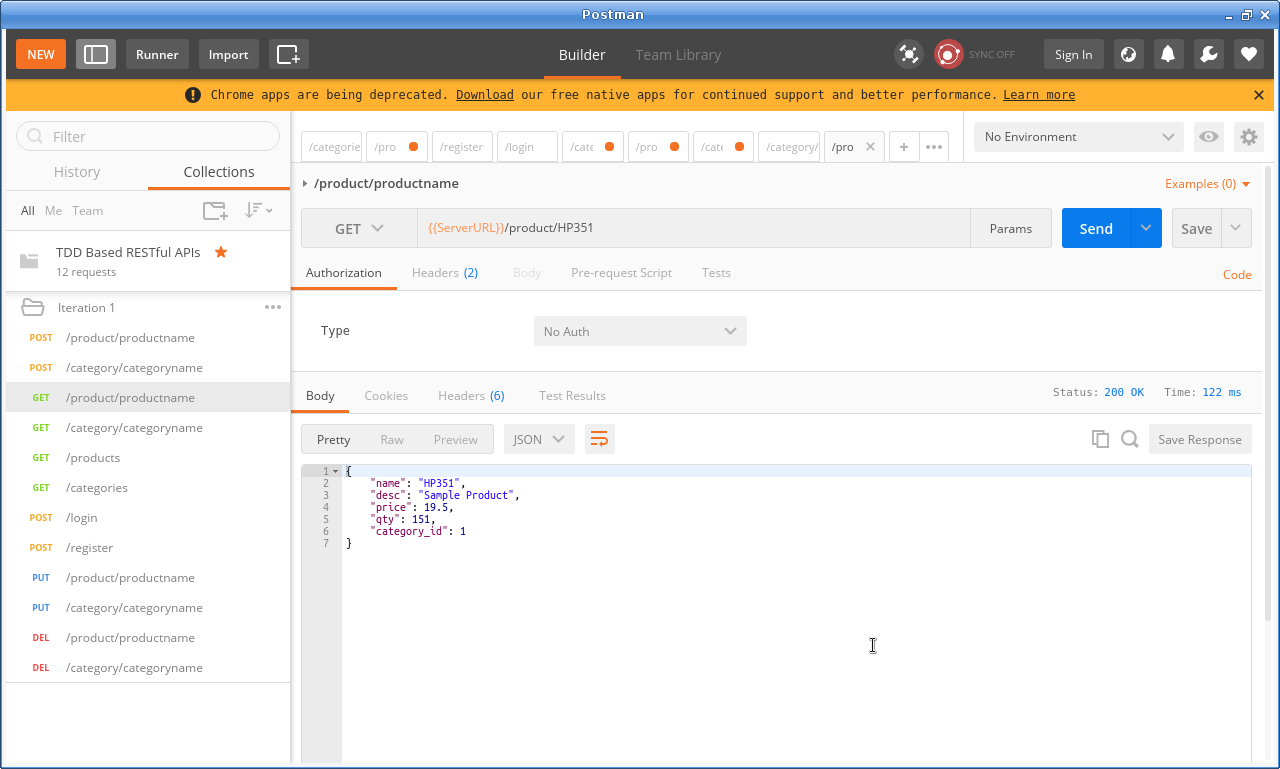 Postman
NEW Runner Import Builder Team Library SYNC OFF Sign In
Chrome apps are being deprecated. Download our free native apps for continued support and better performance. Learn more
Filter
History Collections
All Me Team
TDD Based RESTful APIs
12 requests
Iteration 1
POST /product/productname
POST /category/categoryname
GET /product/productname
GET /category/categoryname
GET /products
GET /categories
POST /login
POST /register
PUT /product/productname
PUT /category/categoryname
DEL /product/productname
DEL /category/categoryname
/categorie /pro /register /login /cate /pro /cate /category/ /pro
No Environment
/product/productname Examples (0)
GET {{ServerURL}}/product/HP351 Params Send Save
Authorization Headers (2) Body Pre-request Script Tests Code
Type No Auth
Body Cookies Headers (6) Test Results Status: 200 OK Time: 122 ms
Pretty Raw Preview JSON Save Response
1 {
2 "name": "HP351",
3 "desc": "Sample Product",
4 "price": 19.5,
5 "qty": 151,
6 "category_id": 1
7 }